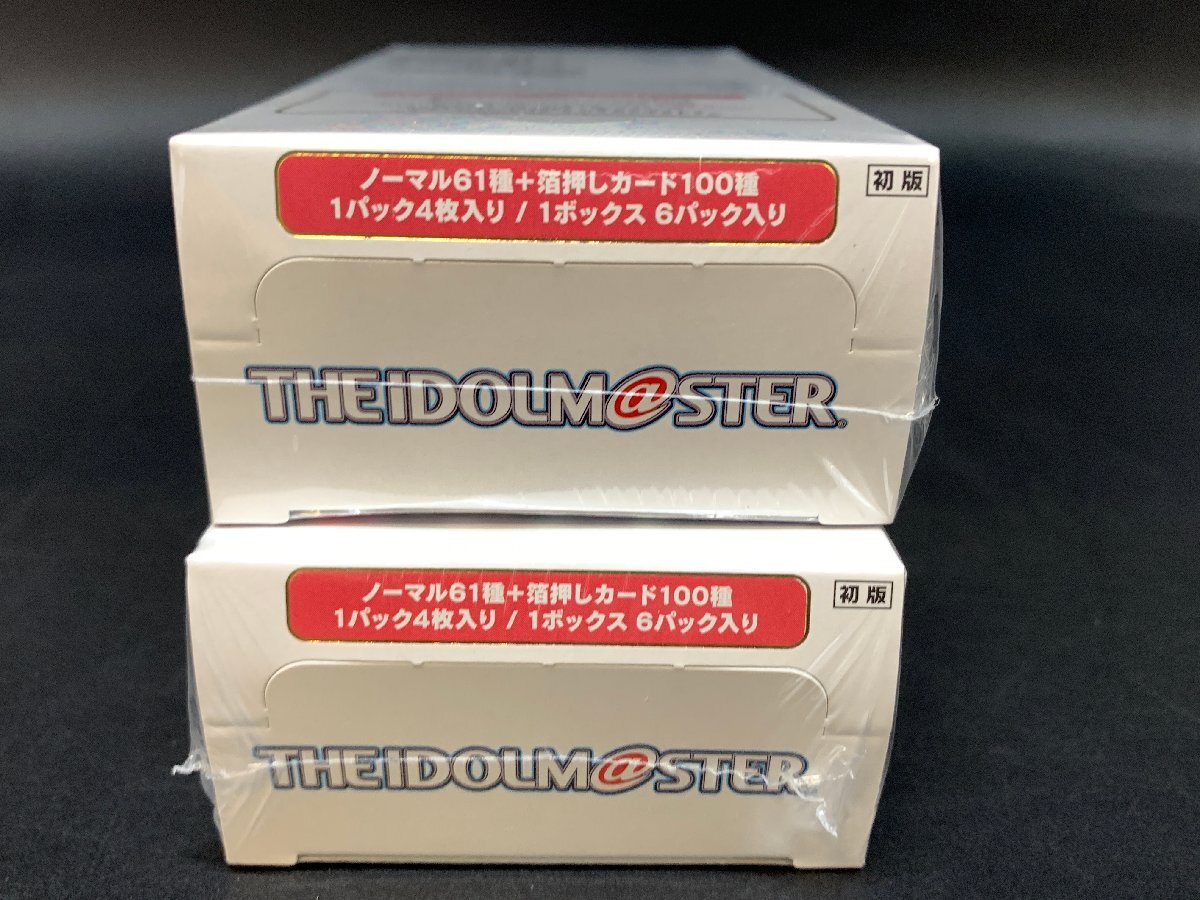 ノーマル61種+箔押しカード100種
1パック4枚入り / 1ボックス 6パック入り
初版
THE IDOLM@STER®
ノーマル61種+箔押しカード100種
1パック4枚入り / 1ボックス 6パック入り
初版
THE IDOLM@STER